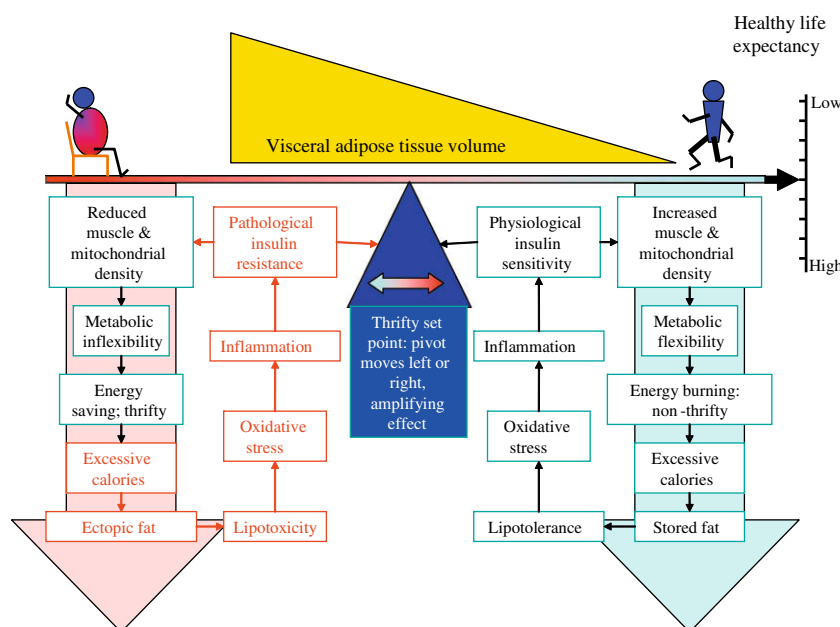 Healthy life
expectancy
Low
High
Visceral adipose tissue volume
Reduced
muscle &
mitochondrial
density
Metabolic
inflexibility
Energy
saving; thrifty
Excessive
calories
Ectopic fat
Pathological
insulin
resistance
Inflammation
Oxidative
stress
Lipotoxicity
Thrifty set
point: pivot
moves left or
right,
amplifying
effect
Physiological
insulin
sensitivity
Inflammation
Oxidative
stress
Lipotolerance
Increased
muscle &
mitochondrial
density
Metabolic
flexibility
Energy burning:
non -thrifty
Excessive
calories
Stored fat